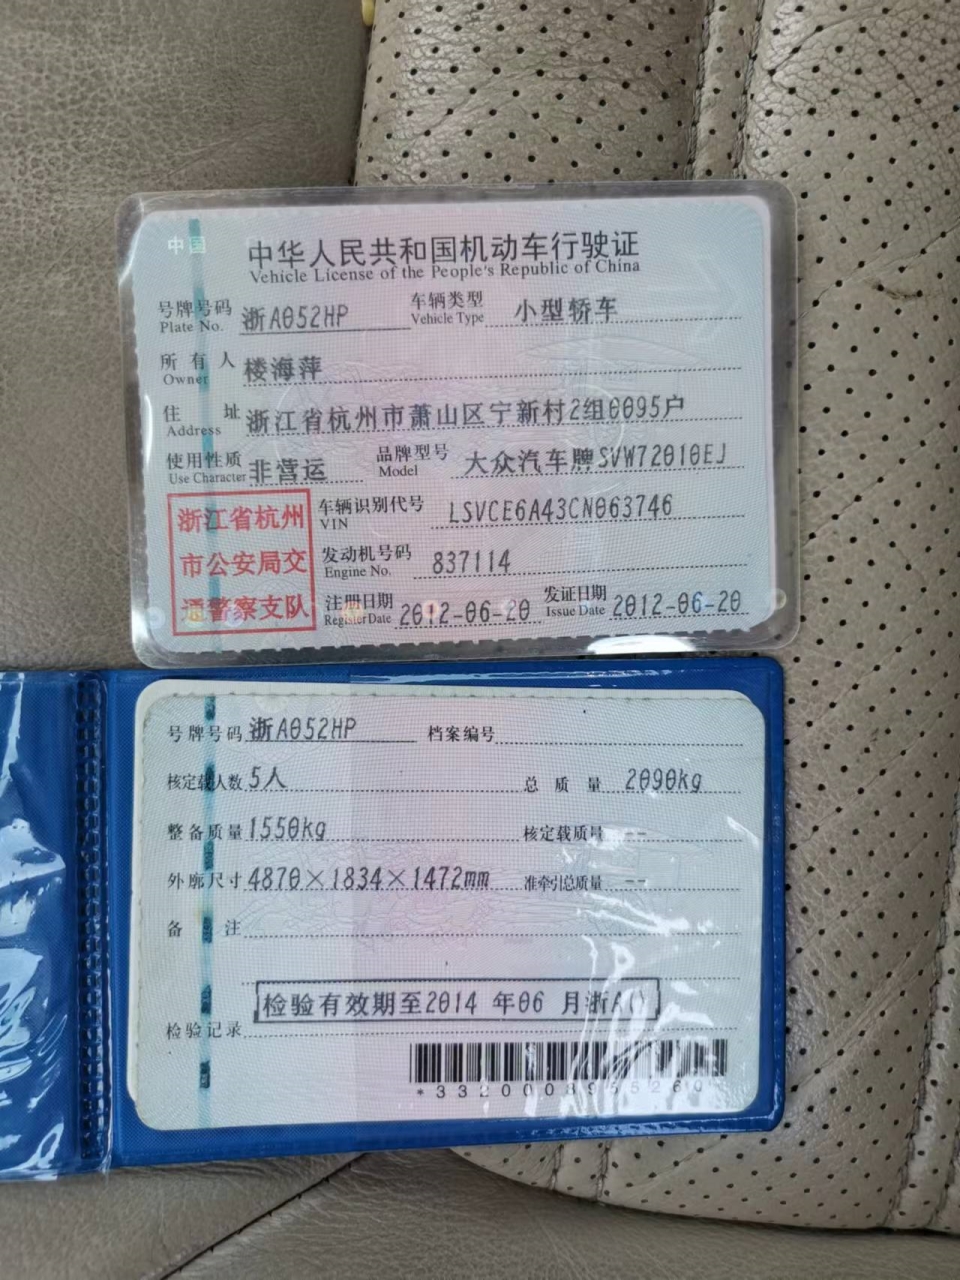 中国
中华人民共和国机动车行驶证
Vehicle License of the People's Republic of China
号牌号码 Plate No. 浙A052HP 车辆类型 Vehicle Type 小型轿车
所有人 Owner 楼海萍
住址 Address 浙江省杭州市萧山区宁新村2组0095户
使用性质 Use Character 非营运 品牌型号 Model 大众汽车牌SVW72010EJ
浙江省杭州
市公安局交
通警察支队
车辆识别代号 VIN LSVCE6A43CN063746
发动机号码 Engine No. 837114
注册日期 Register Date 2012-06-20 发证日期 Issue Date 2012-06-20
号牌号码 浙A052HP 档案编号
核定载人数 5人 总质量 2090kg
整备质量 1550kg 核定载质量 --
外廓尺寸 4870×1834×1472mm 准牵引总质量 --
备注
检验有效期至2014 年06 月浙A()
检验记录